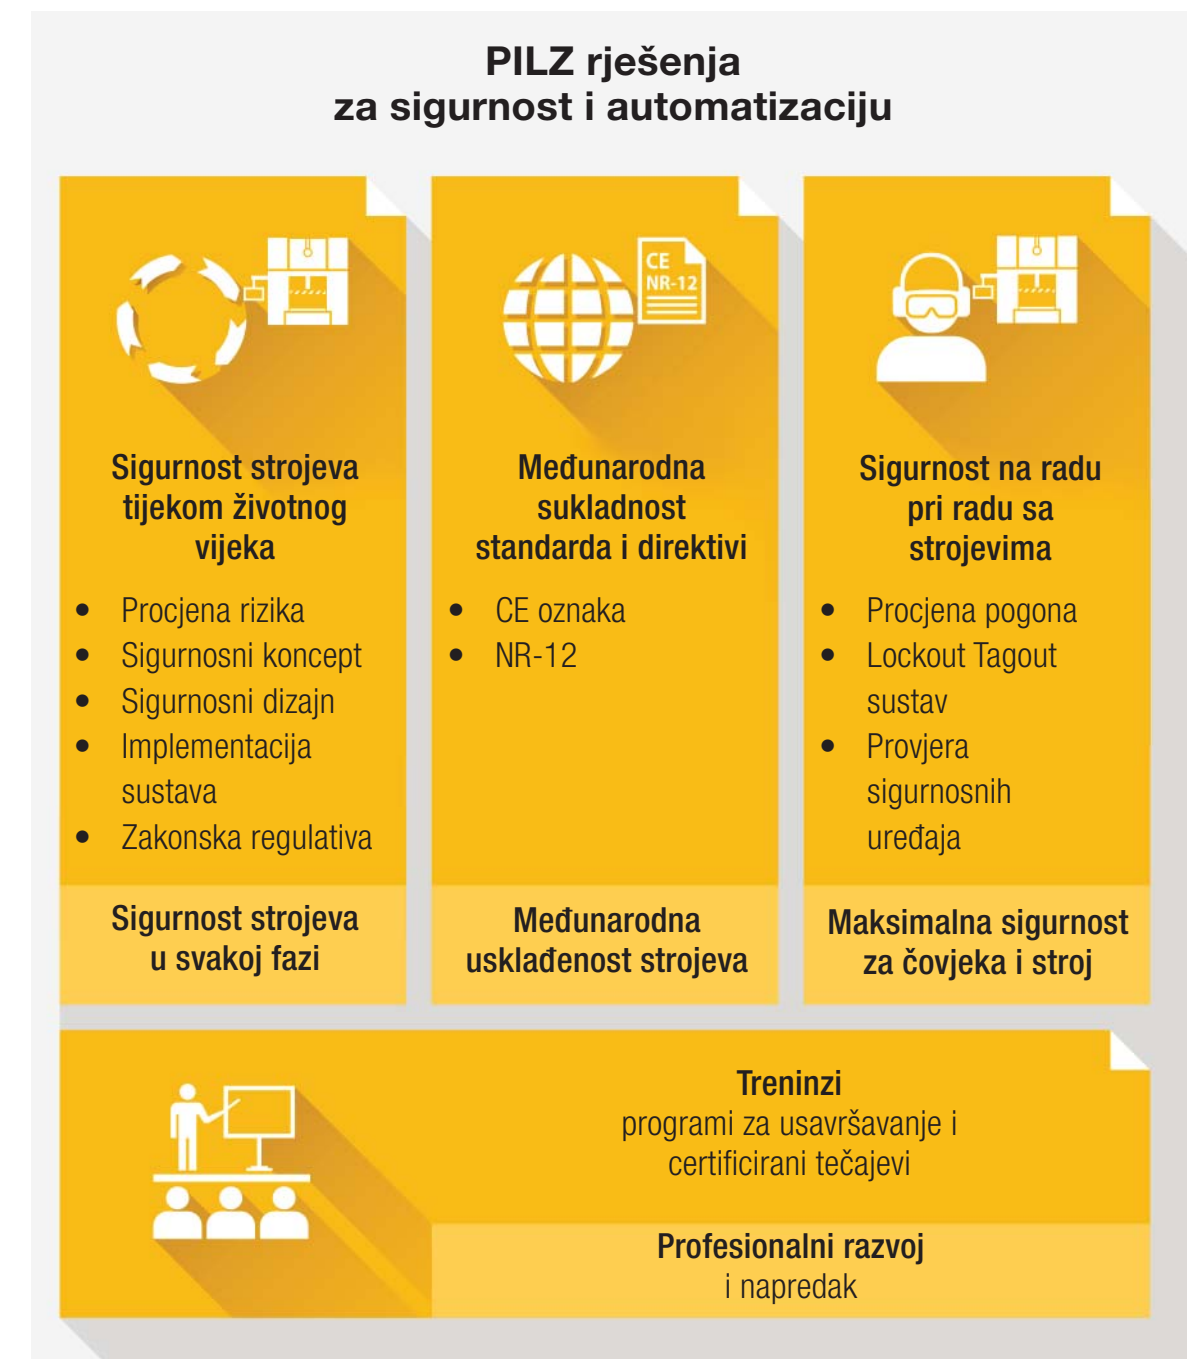 PILZ rješenja
za sigurnost i automatizaciju
CE
NR-12
Sigurnost strojeva
tijekom životnog
vijeka
• Procjena rizika
• Sigurnosni koncept
• Sigurnosni dizajn
• Implementacija
sustava
• Zakonska regulativa
Sigurnost strojeva
u svakoj fazi
Međunarodna
sukladnost
standarda i direktivi
• CE oznaka
• NR-12
Međunarodna
usklađenost strojeva
Sigurnost na radu
pri radu sa
strojevima
• Procjena pogona
• Lockout Tagout
sustav
• Provjera
sigurnosnih
uređaja
Maksimalna sigurnost
za čovjeka i stroj
Treninzi
programi za usavršavanje i
certificirani tečajevi
Profesionalni razvoj
i napredak